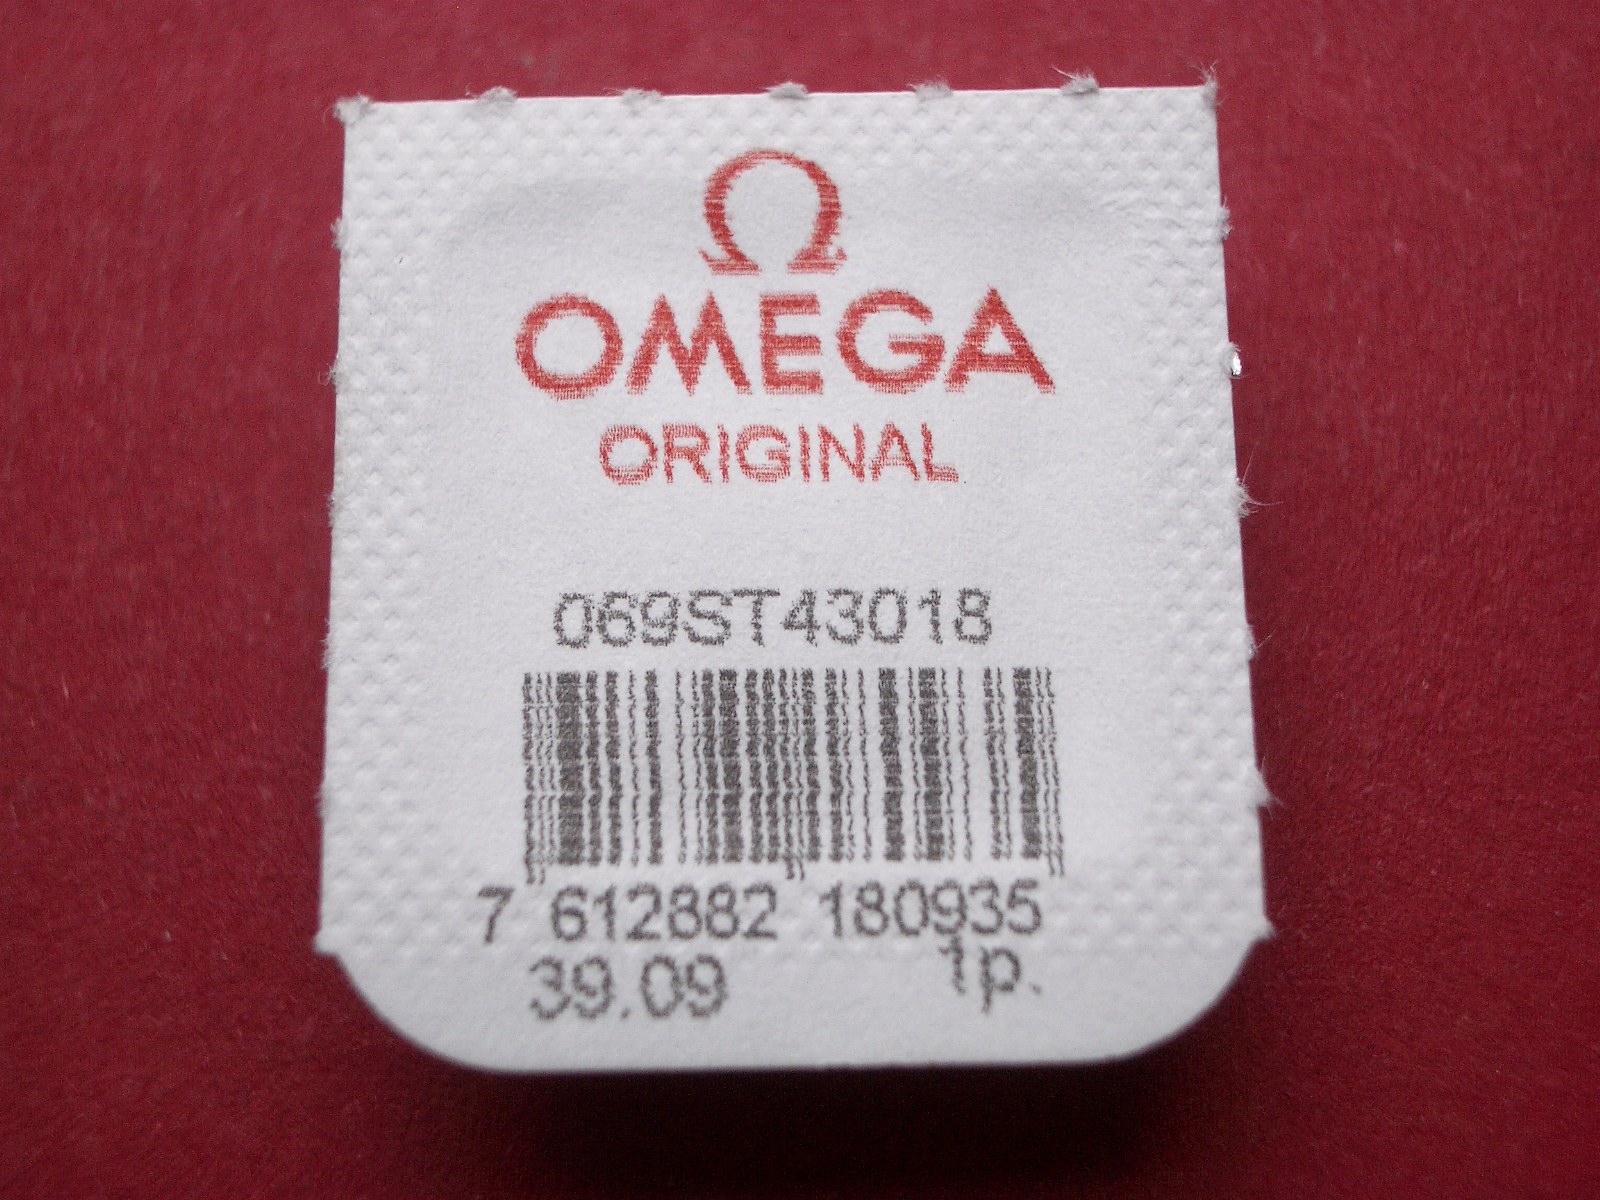 Ω
OMEGA
ORIGINAL
069ST43018
7 612882 180935
39.09 1p.